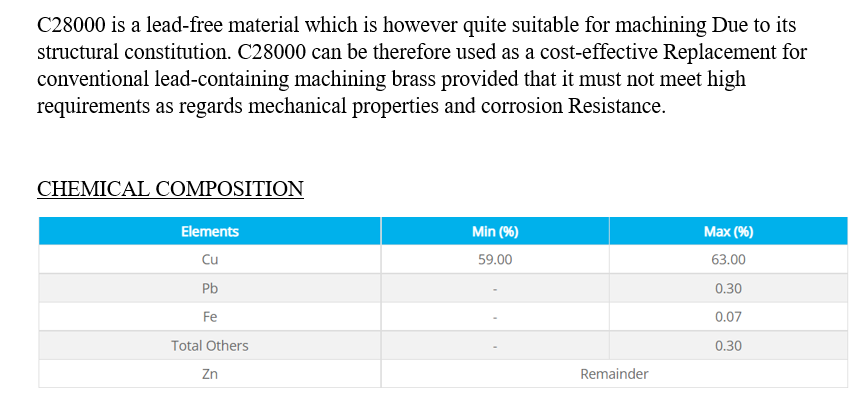 C28000 is a lead-free material which is however quite suitable for machining Due to its
structural constitution. C28000 can be therefore used as a cost-effective Replacement for
conventional lead-containing machining brass provided that it must not meet high
requirements as regards mechanical properties and corrosion Resistance.
CHEMICAL COMPOSITION
Elements Min (%) Max (%)
Cu 59.00 63.00
Pb - 0.30
Fe - 0.07
Total Others - 0.30
Zn Remainder